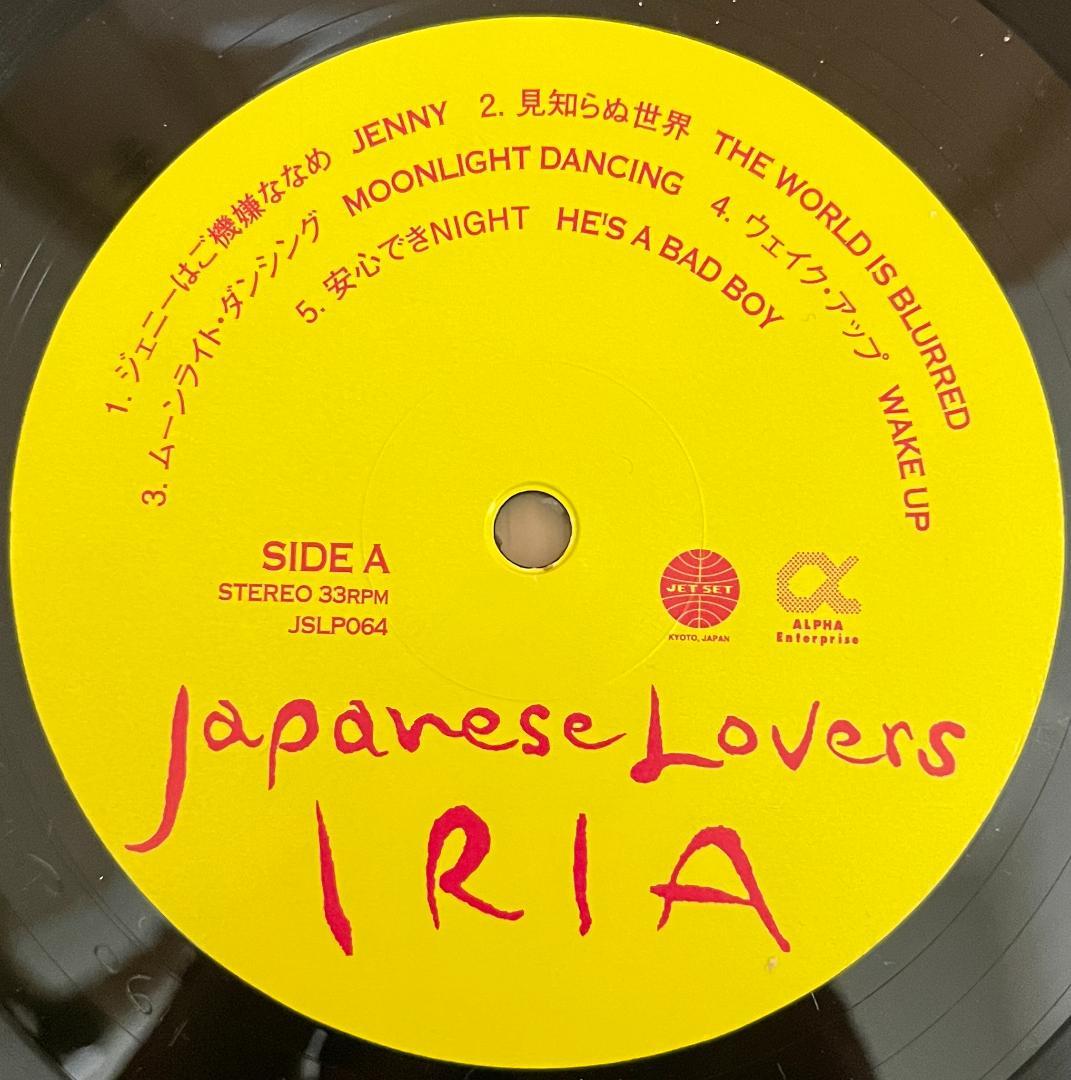 1. ジェニーはご機嫌ななめ JENNY 2. 見知らぬ世界 THE WORLD IS BLURRED
3. ムーンライト・ダンシング MOONLIGHT DANCING 4. ウェイク・アップ WAKE UP
5. 安心できNIGHT HE'S A BAD BOY
SIDE A
STEREO 33RPM
JSLP064
JET SET
KYOTO, JAPAN
α
ALPHA
Enterprise
Japanese Lovers
IRIA